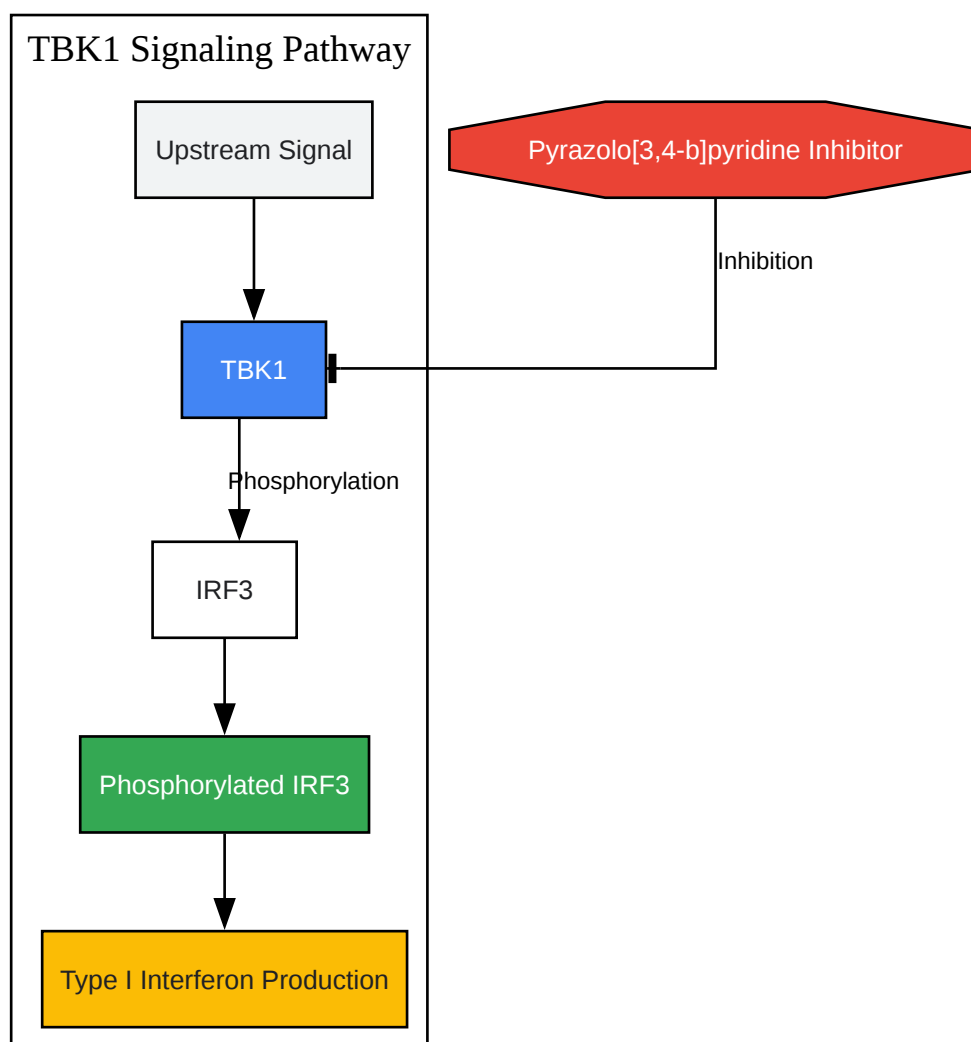 TBK1 Signaling Pathway
Upstream Signal
Pyrazolo[3,4-b]pyridine Inhibitor
Inhibition
TBK1
Phosphorylation
IRF3
Phosphorylated IRF3
Type I Interferon Production